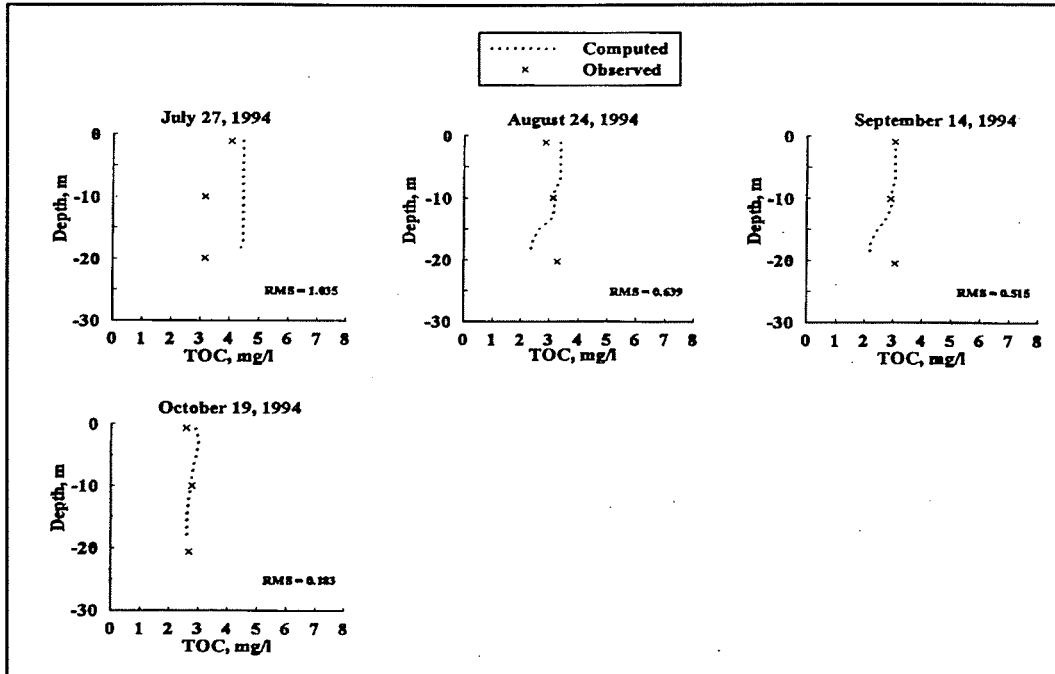 Computed
Observed
July 27, 1994
0
-10
-20
-30
Depth, m
0 1 2 3 4 5 6 7 8
TOC, mg/l
RMS = 1.035
August 24, 1994
0
-10
-20
-30
Depth, m
0 1 2 3 4 5 6 7 8
TOC, mg/l
RMS = 0.639
September 14, 1994
0
-10
-20
-30
Depth, m
0 1 2 3 4 5 6 7 8
TOC, mg/l
RMS = 0.515
October 19, 1994
0
-10
-20
-30
Depth, m
0 1 2 3 4 5 6 7 8
TOC, mg/l
RMS = 0.183